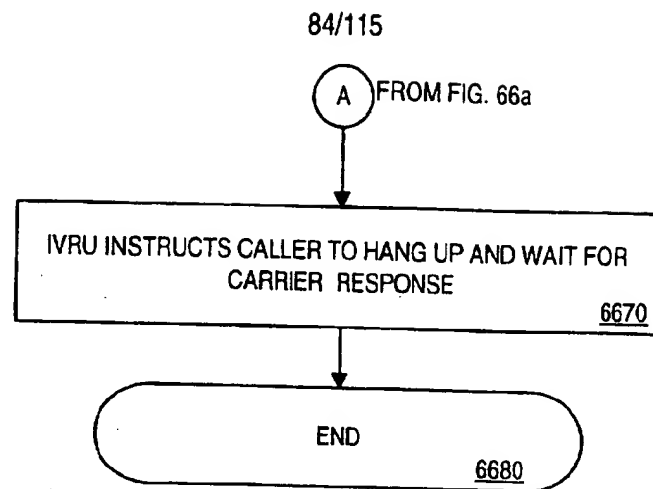 84/115
A FROM FIG. 66a
IVRU INSTRUCTS CALLER TO HANG UP AND WAIT FOR
CARRIER RESPONSE
6670
END
6680